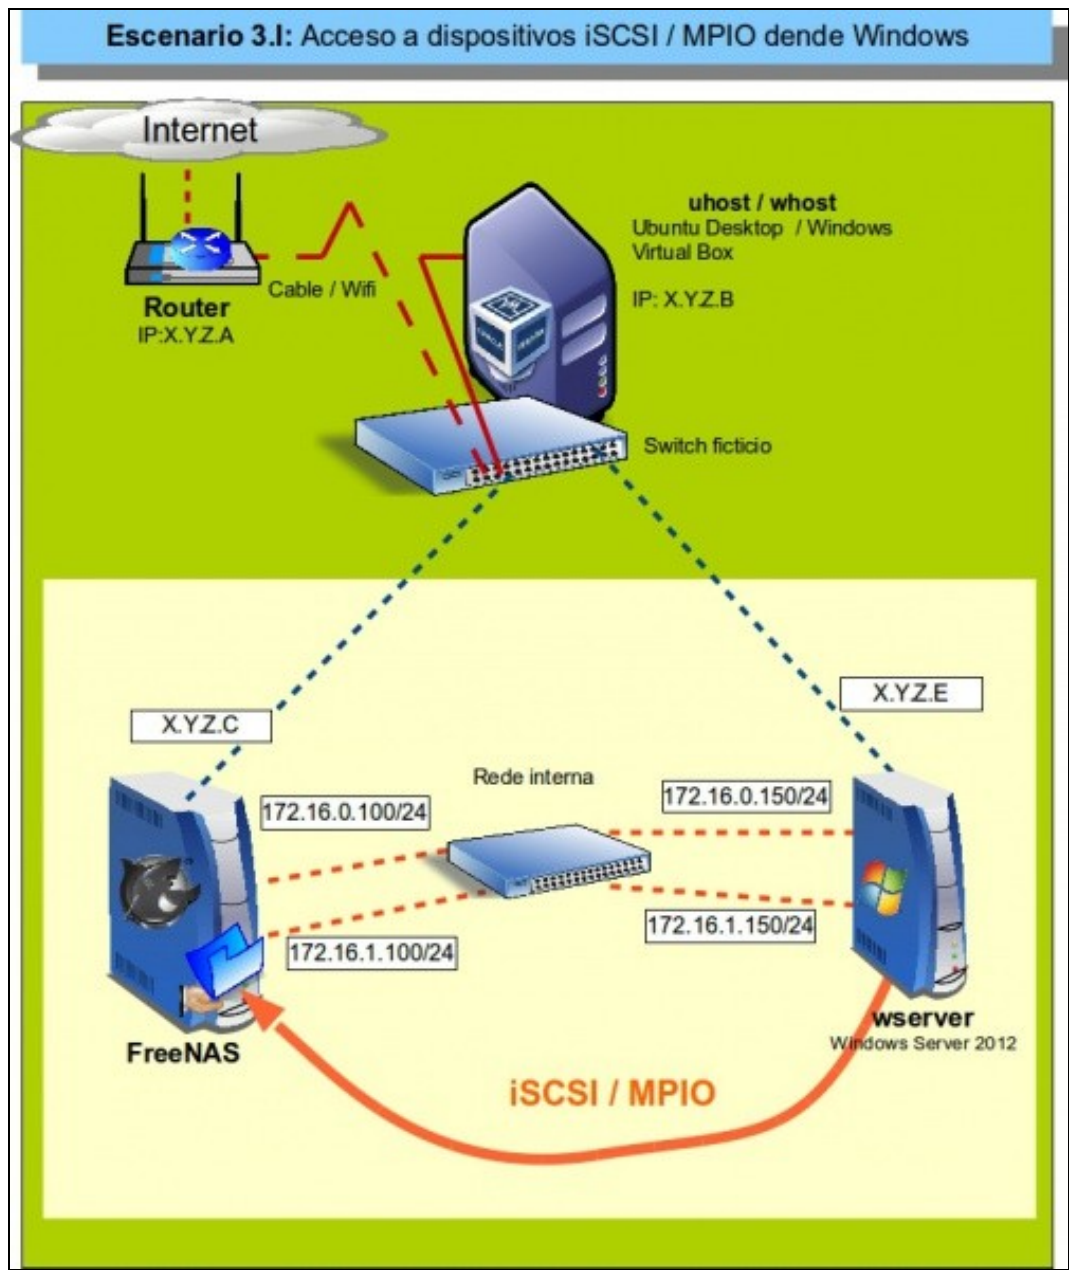 Escenario 3.I: Acceso a dispositivos iSCSI / MPIO dende Windows
Internet
uhost / whost
Ubuntu Desktop / Windows
Virtual Box
IP: X.Y.Z.B
Cable / Wifi
Router
IP:X.Y.Z.A
Switch ficticio
X.Y.Z.C
X.Y.Z.E
Rede interna
172.16.0.100/24
172.16.0.150/24
172.16.1.100/24
172.16.1.150/24
FreeNAS
wserver
Windows Server 2012
iSCSI / MPIO